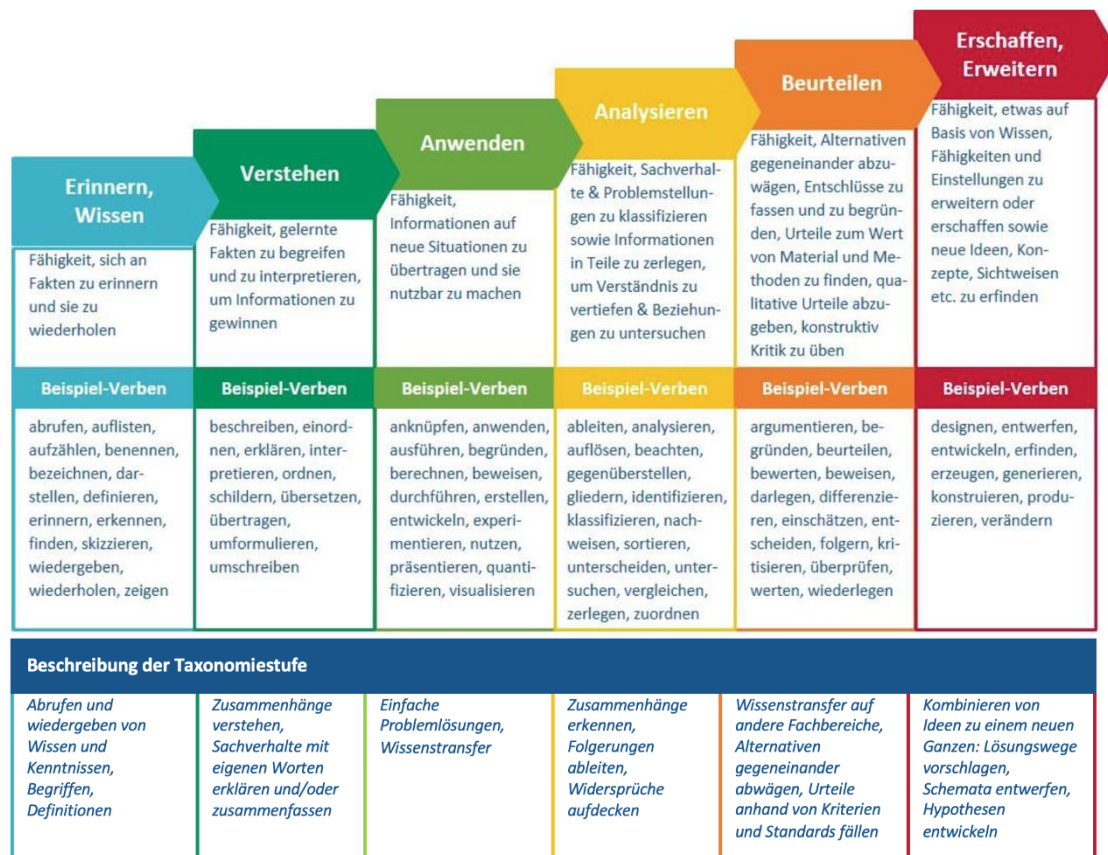 Erinnern,
Wissen
Fähigkeit, sich an
Fakten zu erinnern
und sie zu
wiederholen
Beispiel-Verben
abrufen, auflisten,
aufzählen, benennen,
bezeichnen, dar-
stellen, definieren,
erinnern, erkennen,
finden, skizzieren,
wiedergeben,
wiederholen, zeigen
Verstehen
Fähigkeit, gelernte
Fakten zu begreifen
und zu interpretieren,
um Informationen zu
gewinnen
Beispiel-Verben
beschreiben, einord-
nen, erklären, inter-
pretieren, ordnen,
schildern, übersetzen,
übertragen,
umformulieren,
umschreiben
Anwenden
Fähigkeit,
Informationen auf
neue Situationen zu
übertragen und sie
nutzbar zu machen
Beispiel-Verben
anknüpfen, anwenden,
ausführen, begründen,
berechnen, beweisen,
durchführen, erstellen,
entwickeln, experi-
mentieren, nutzen,
präsentieren, quanti-
fizieren, visualisieren
Analysieren
Fähigkeit, Sachverhal-
te & Problemstellun-
gen zu klassifizieren
sowie Informationen
in Teile zu zerlegen,
um Verständnis zu
vertiefen & Beziehun-
gen zu untersuchen
Beispiel-Verben
ableiten, analysieren,
auflösen, beachten,
gegenüberstellen,
gliedern, identifizieren,
klassifizieren, nach-
weisen, sortieren,
unterscheiden, unter-
suchen, vergleichen,
zerlegen, zuordnen
Beurteilen
Fähigkeit, Alternativen
gegeneinander abzu-
wägen, Entschlüsse zu
fassen und zu begrün-
den, Urteile zum Wert
von Material und Me-
thoden zu finden, qua-
litative Urteile abzu-
geben, konstruktiv
Kritik zu üben
Beispiel-Verben
argumentieren, be-
gründen, beurteilen,
bewerten, beweisen,
darlegen, differenzie-
ren, einschätzen, ent-
scheiden, folgern, kri-
tisieren, überprüfen,
werten, wiederlegen
Erschaffen,
Erweitern
Fähigkeit, etwas auf
Basis von Wissen,
Fähigkeiten und
Einstellungen zu
erweitern oder
erschaffen sowie
neue Ideen, Kon-
zepte, Sichtweisen
etc. zu erfinden
Beispiel-Verben
designen, entwerfen,
entwickeln, erfinden,
erzeugen, generieren,
konstruieren, produ-
zieren, verändern
Beschreibung der Taxonomiestufe
Abrufen und
wiedergeben von
Wissen und
Kenntnissen,
Begriffen,
Definitionen
Zusammenhänge
verstehen,
Sachverhalte mit
eigenen Worten
erklären und/oder
zusammenfassen
Einfache
Problemlösungen,
Wissenstransfer
Zusammenhänge
erkennen,
Folgerungen
ableiten,
Widersprüche
aufdecken
Wissenstransfer auf
andere Fachbereiche,
Alternativen
gegeneinander
abwägen, Urteile
anhand von Kriterien
und Standards fällen
Kombinieren von
Ideen zu einem neuen
Ganzen: Lösungswege
vorschlagen,
Schemata entwerfen,
Hypothesen
entwickeln